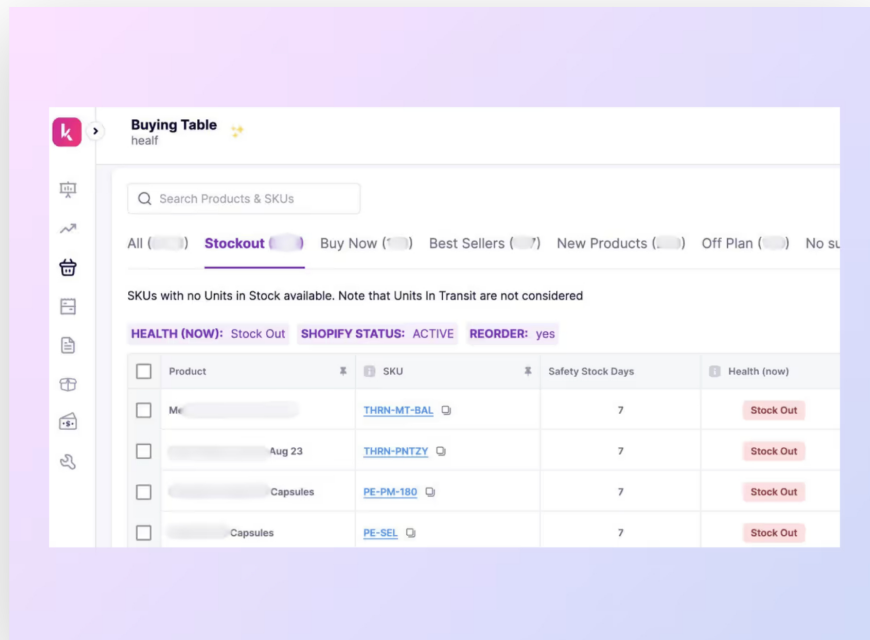 Buying Table
healf
Search Products & SKUs
All ( ) Stockout ( ) Buy Now ( ) Best Sellers ( ) New Products ( ) Off Plan ( ) No su
SKUs with no Units in Stock available. Note that Units In Transit are not considered
HEALTH (NOW): Stock Out SHOPIFY STATUS: ACTIVE REORDER: yes
Product SKU Safety Stock Days Health (now)
THRN-MT-BAL 7 Stock Out
Aug 23 THRN-PNTZY 7 Stock Out
Capsules PE-PM-180 7 Stock Out
Capsules PE-SEL 7 Stock Out